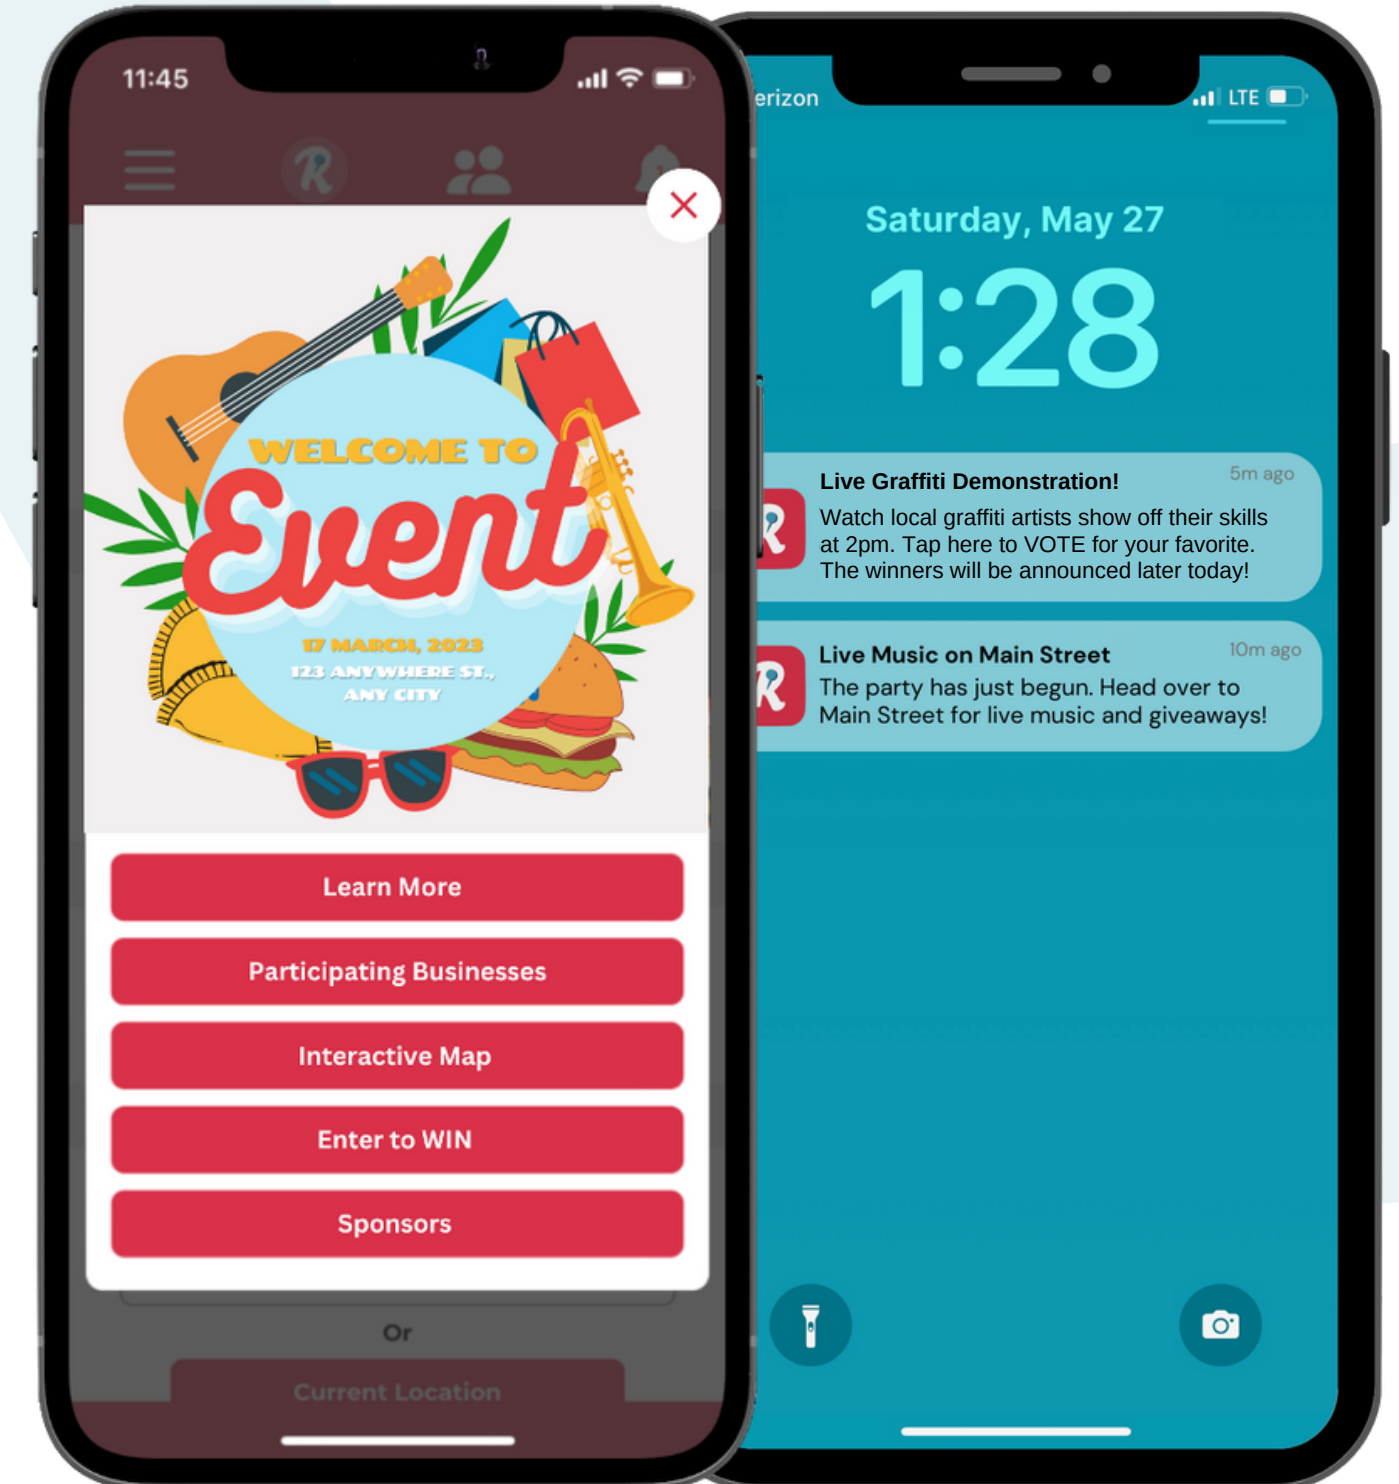 11:45
R
WELCOME TO
Event
17 MARCH, 2023
123 ANYWHERE ST.,
ANY CITY
Learn More
Participating Businesses
Interactive Map
Enter to WIN
Sponsors
Or
Current Location
erizon
LTE
Saturday, May 27
1:28
Live Graffiti Demonstration!
5m ago
Watch local graffiti artists show off their skills
at 2pm. Tap here to VOTE for your favorite.
The winners will be announced later today!
R
Live Music on Main Street
10m ago
The party has just begun. Head over to
Main Street for live music and giveaways!
R